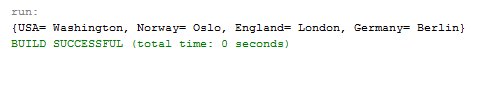 run:
{USA= Washington, Norway= Oslo, England= London, Germany= Berlin}
BUILD SUCCESSFUL (total time: 0 seconds)